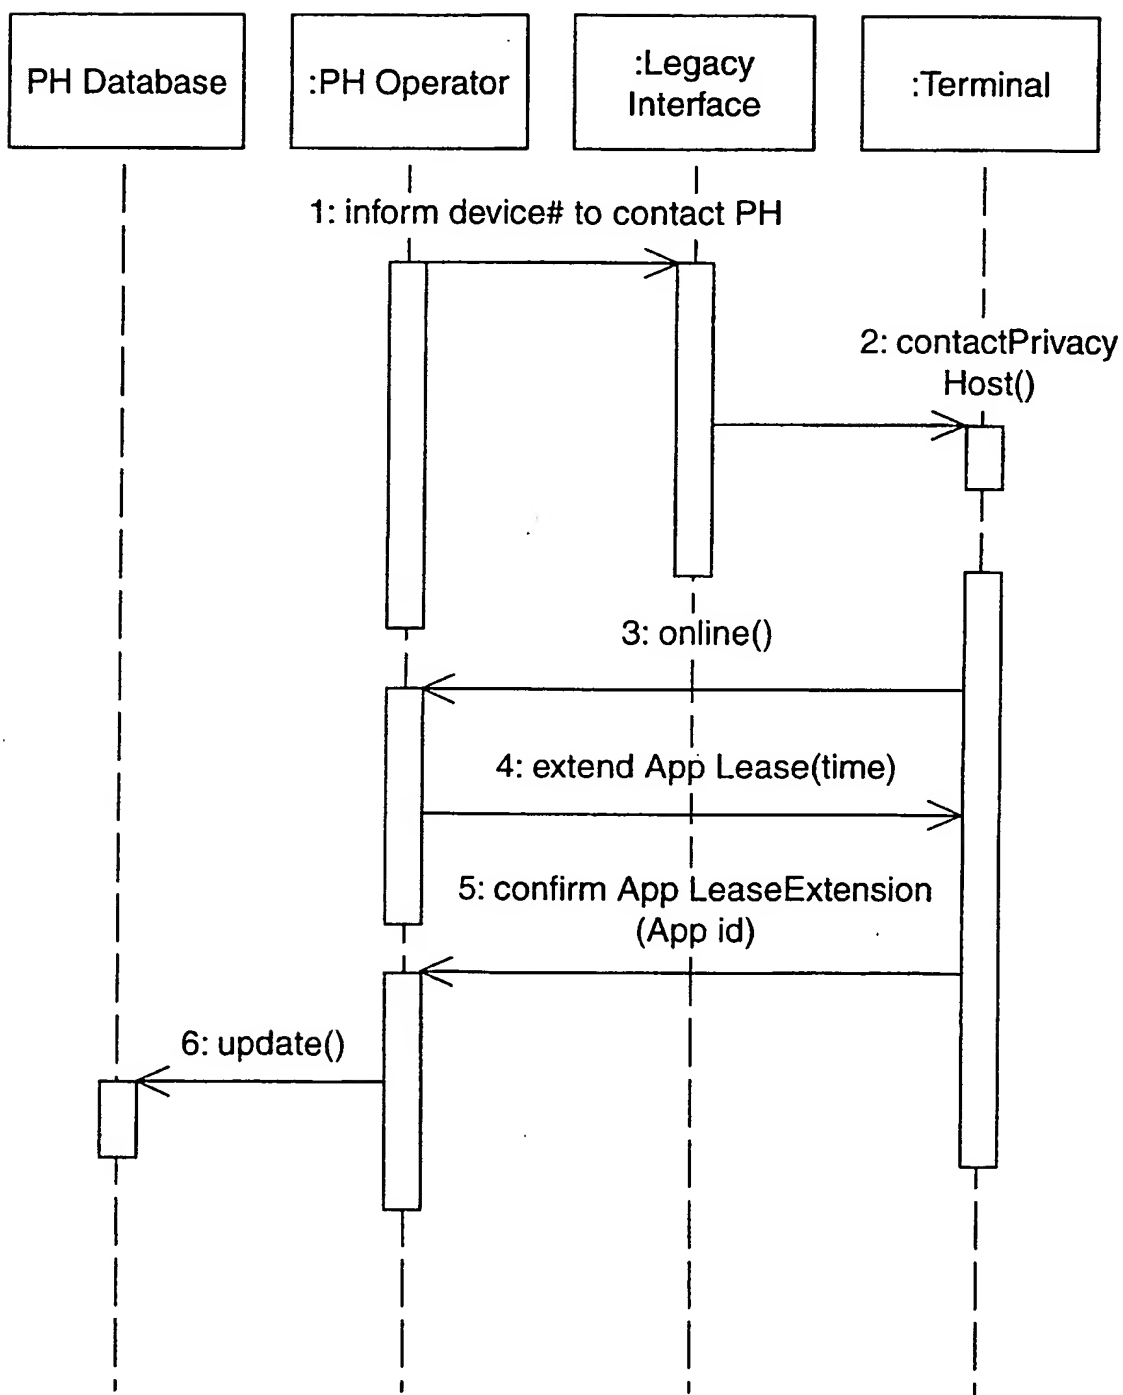 PH Database
:PH Operator
:Legacy
Interface
:Terminal
1: inform device# to contact PH
2: contactPrivacy
Host()
3: online()
4: extend App Lease(time)
5: confirm App LeaseExtension
(App id)
6: update()